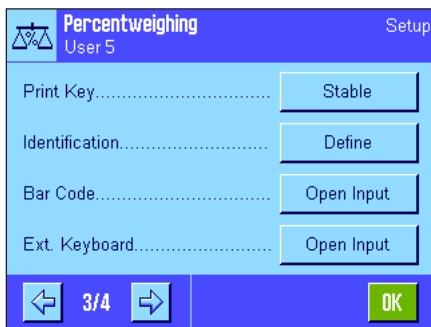 Percentweighing Setup
User 5
Print Key............................... Stable
Identification.......................... Define
Bar Code............................... Open Input
Ext. Keyboard........................ Open Input
3/4 OK